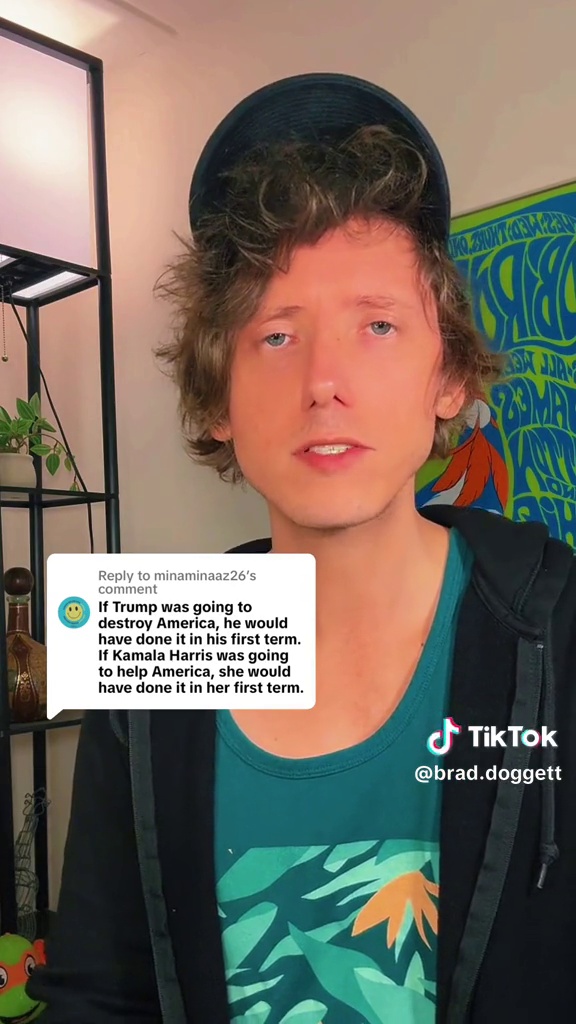 Reply to minaminaaz26's
comment
If Trump was going to
destroy America, he would
have done it in his first term.
If Kamala Harris was going
to help America, she would
have done it in her first term.
TikTok
@brad.doggett